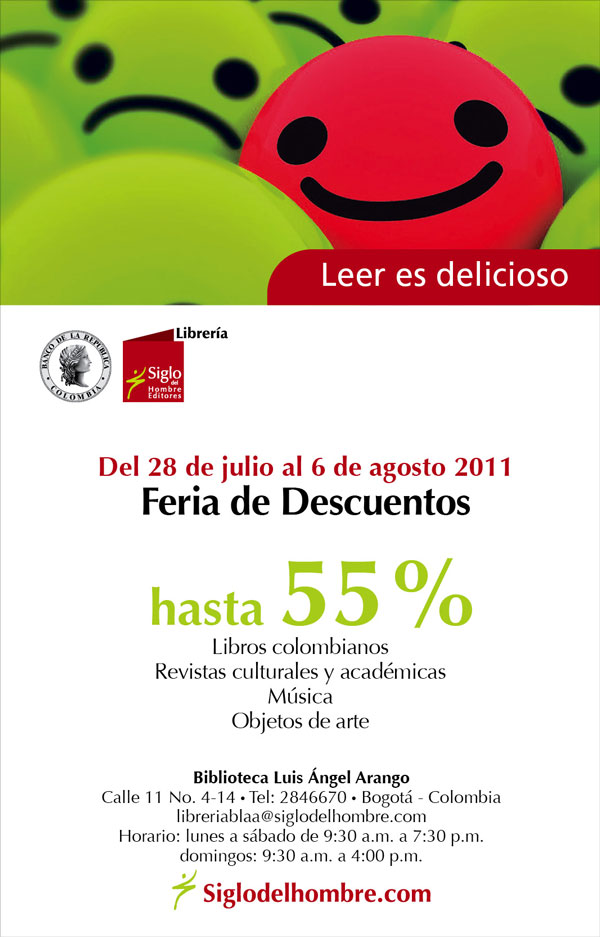 Leer es delicioso
BANCO DE LA REPUBLICA
COLOMBIA
Librería
Siglo
del
Hombre
Editores
Del 28 de julio al 6 de agosto 2011
Feria de Descuentos
hasta 55%
Libros colombianos
Revistas culturales y académicas
Música
Objetos de arte
Biblioteca Luis Ángel Arango
Calle 11 No. 4-14 • Tel: 2846670 • Bogotá - Colombia
libreriablaa@siglodelhombre.com
Horario: lunes a sábado de 9:30 a.m. a 7:30 p.m.
domingos: 9:30 a.m. a 4:00 p.m.
Siglodelhombre.com